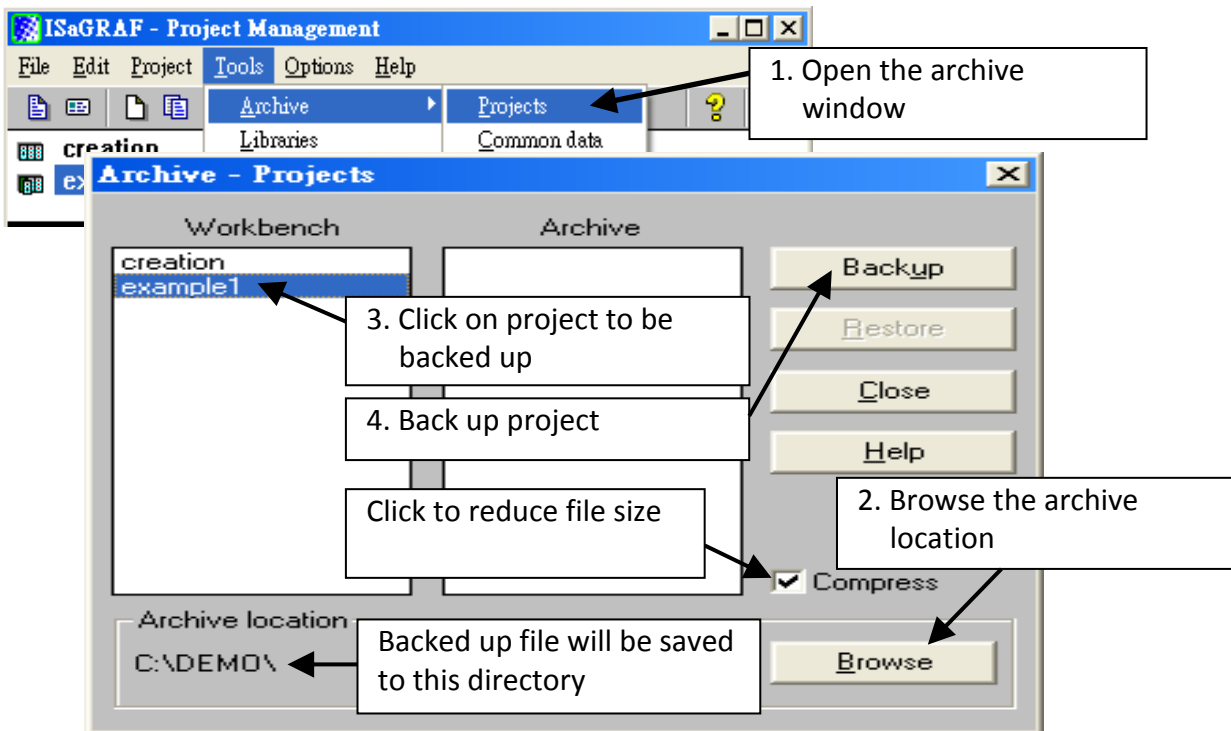 ISaGRAF - Project Management
File Edit Project Tools Options Help
1. Open the archive
window
Archive
Projects
Libraries
Common data
creation
ex
Archive - Projects
Workbench
Archive
creation
example1
Backup
3. Click on project to be
backed up
Restore
Close
4. Back up project
Help
Click to reduce file size
2. Browse the archive
location
Compress
Archive location
C:\DEMO\
Backed up file will be saved
to this directory
Browse